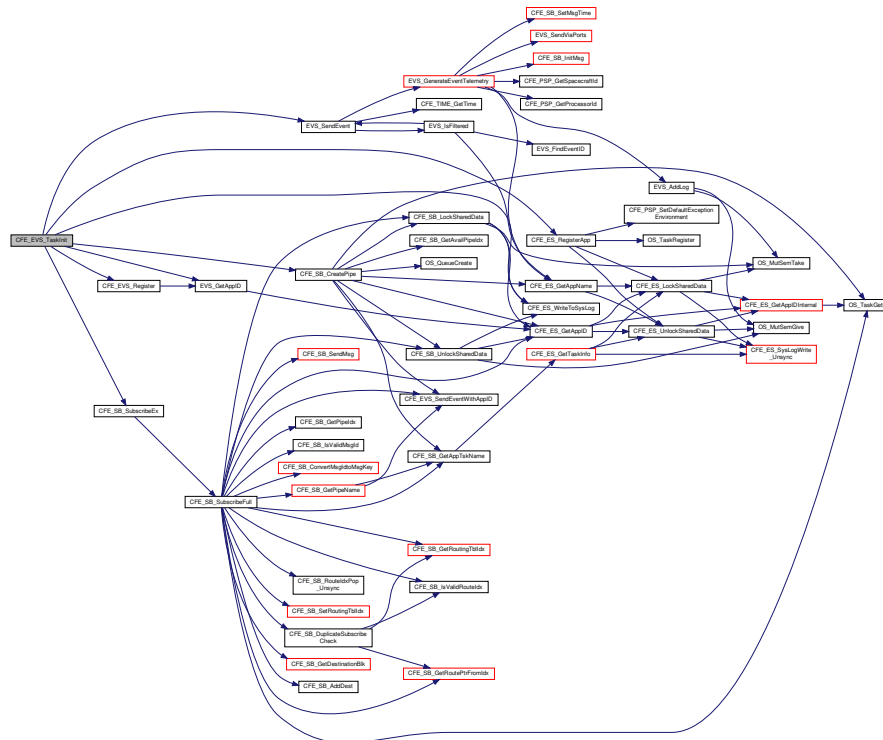 CFE_SB_SetMsgTime
EVS_SendViaPorts
CFE_SB_InitMsg
EVS_GenerateEventTelemetry
CFE_PSP_GetSpacecraftId
CFE_TIME_GetTime
CFE_PSP_GetProcessorId
EVS_SendEvent
EVS_IsFiltered
EVS_FindEventID
EVS_AddLog
CFE_SB_LockSharedData
CFE_PSP_SetDefaultException
Environment
CFE_EVS_TaskInit
CFE_SB_GetAvailPipeIdx
CFE_ES_RegisterApp
OS_TaskRegister
CFE_SB_CreatePipe
OS_QueueCreate
OS_MutSemTake
CFE_EVS_Register
EVS_GetAppID
CFE_ES_GetAppName
CFE_ES_LockSharedData
CFE_ES_WriteToSysLog
CFE_ES_GetAppIDInternal
OS_TaskGetId
CFE_ES_GetAppID
CFE_ES_UnlockSharedData
OS_MutSemGive
CFE_SB_SendMsg
CFE_SB_UnlockSharedData
CFE_ES_GetTaskInfo
CFE_ES_SysLogWrite
_Unsync
CFE_EVS_SendEventWithAppID
CFE_SB_SubscribeEx
CFE_SB_GetPipeIdx
CFE_SB_IsValidMsgId
CFE_SB_GetAppTskName
CFE_SB_ConvertMsgIdtoMsgKey
CFE_SB_GetPipeName
CFE_SB_SubscribeFull
CFE_SB_GetRoutingTblIdx
CFE_SB_RouteIdxPop
_Unsync
CFE_SB_IsValidRouteIdx
CFE_SB_SetRoutingTblIdx
CFE_SB_DuplicateSubscribe
Check
CFE_SB_GetDestinationBlk
CFE_SB_GetRoutePtrFromIdx
CFE_SB_AddDest